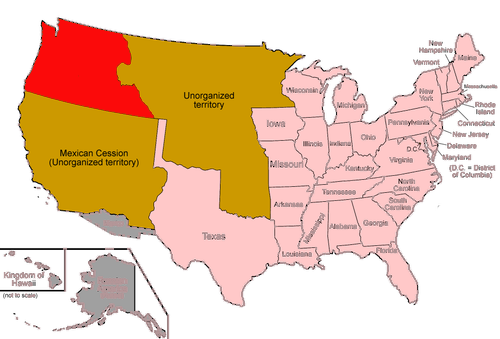 New
Hampshire
Vermont
Maine
Massachusetts
Rhode
Island
Connecticut
New Jersey
Delaware
Maryland
(D.C. = District
of Columbia)
D.C.
New
York
Pennsylvania
Wisconsin
Michigan
Iowa
Illinois
Indiana
Ohio
Missouri
Kentucky
Virginia
Tennessee
North
Carolina
South
Carolina
Arkansas
Mississippi
Alabama
Georgia
Louisiana
Florida
Texas
Unorganized
territory
Mexican Cession
(Unorganized territory)
Kingdom of
Hawaii
(not to scale)